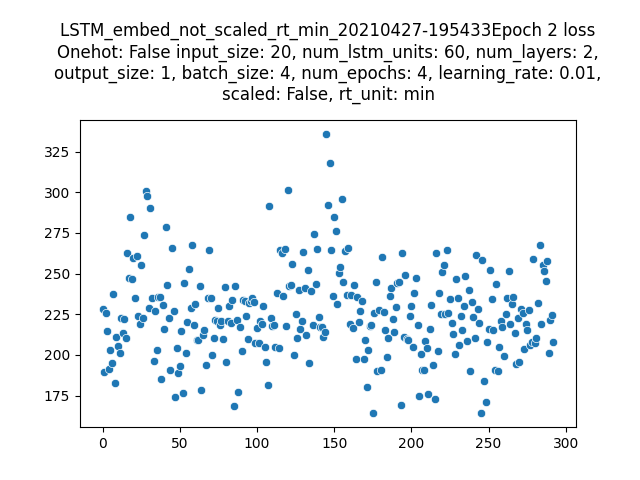 LSTM_embed_not_scaled_rt_min_20210427-195433Epoch 2 loss
Onehot: False input_size: 20, num_lstm_units: 60, num_layers: 2,
output_size: 1, batch_size: 4, num_epochs: 4, learning_rate: 0.01,
scaled: False, rt_unit: min
325
300
275
250
225
200
175
0 50 100 150 200 250 300